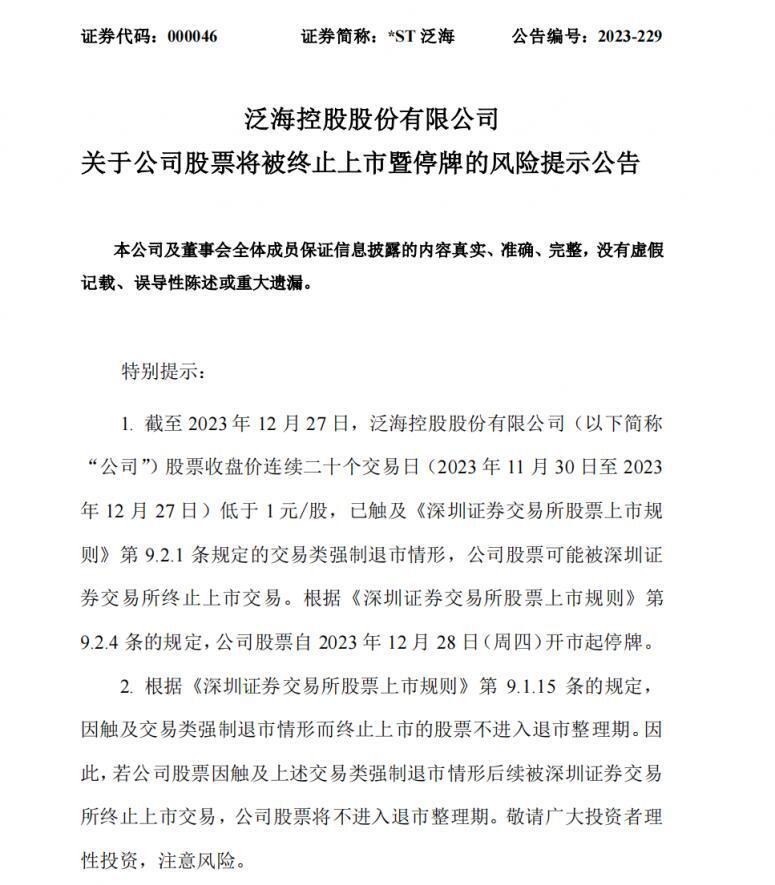 证券代码：000046 证券简称：*ST 泛海 公告编号：2023-229
泛海控股股份有限公司
关于公司股票将被终止上市暨停牌的风险提示公告
本公司及董事会全体成员保证信息披露的内容真实、准确、完整，没有虚假
记载、误导性陈述或重大遗漏。
特别提示：
1. 截至 2023 年 12 月 27 日，泛海控股股份有限公司（以下简称
“公司”）股票收盘价连续二十个交易日（2023 年 11 月 30 日至 2023
年 12 月 27 日）低于 1 元/股，已触及《深圳证券交易所股票上市规
则》第 9.2.1 条规定的交易类强制退市情形，公司股票可能被深圳证
券交易所终止上市交易。根据《深圳证券交易所股票上市规则》第
9.2.4 条的规定，公司股票自 2023 年 12 月 28 日（周四）开市起停牌。
2. 根据《深圳证券交易所股票上市规则》第 9.1.15 条的规定，
因触及交易类强制退市情形而终止上市的股票不进入退市整理期。因
此，若公司股票因触及上述交易类强制退市情形后续被深圳证券交易
所终止上市交易，公司股票将不进入退市整理期。敬请广大投资者理
性投资，注意风险。